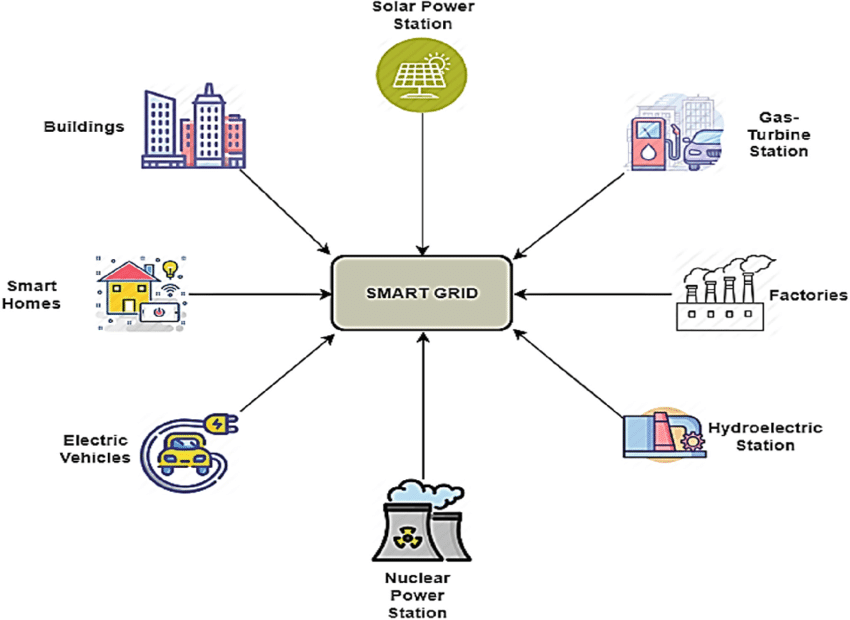 Solar Power
Station
Buildings
Gas-
Turbine
Station
Smart
Homes
SMART GRID
Factories
Electric
Vehicles
Hydroelectric
Station
Nuclear
Power
Station